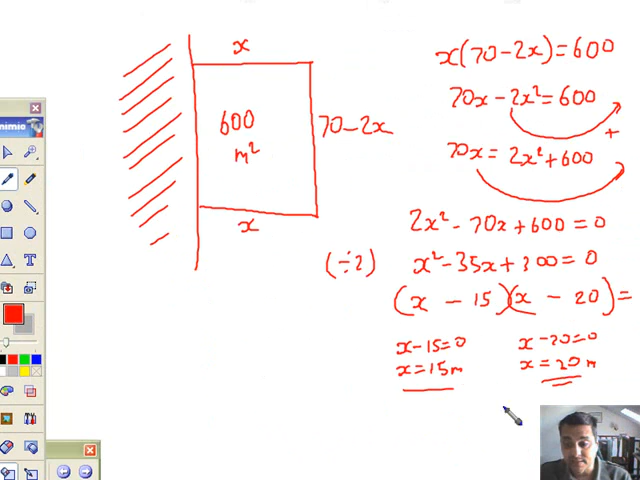 x
600
m²
70-2x
x
x(70-2x)=600
70x-2x²=600
+
70x=2x²+600
2x²-70x+600=0
(÷2) x²-35x+300=0
(x-15)(x-20)=
x-15=0 x-20=0
x=15m x=20m
mimio
T